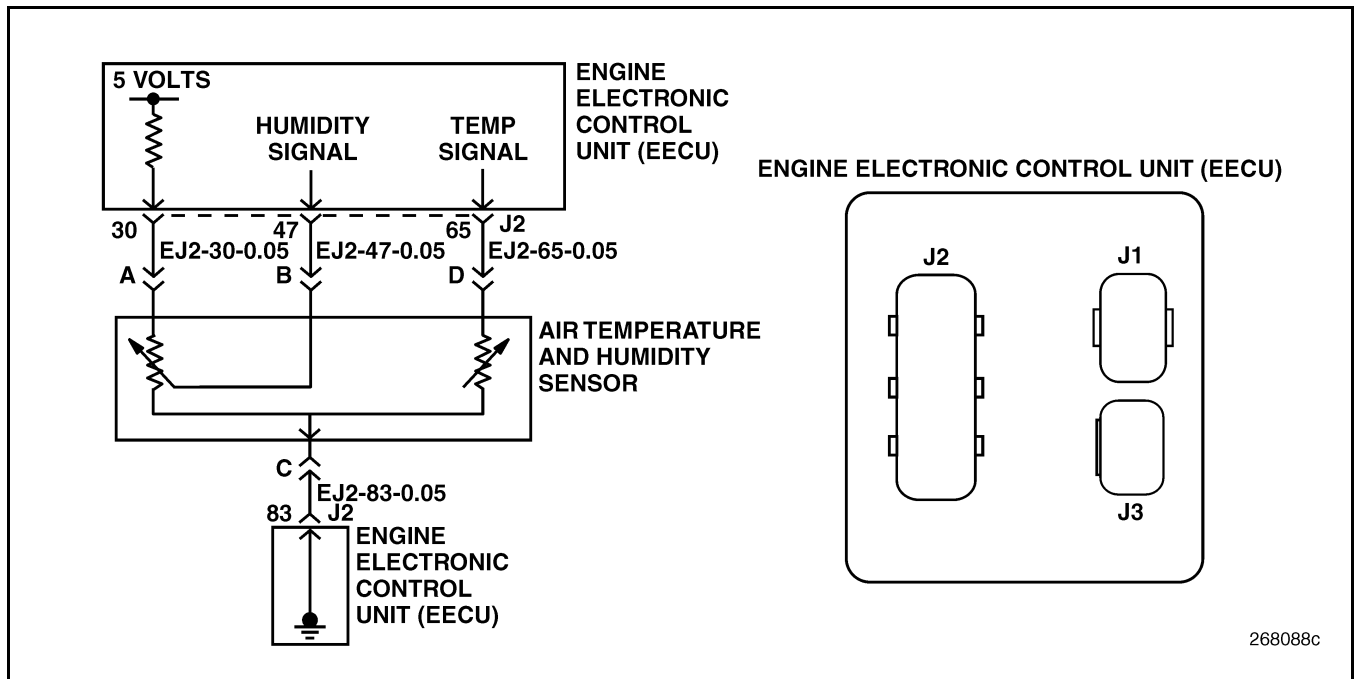 5 VOLTS
HUMIDITY
SIGNAL
TEMP
SIGNAL
ENGINE
ELECTRONIC
CONTROL
UNIT (EECU)
30
47
65
J2
EJ2-30-0.05
EJ2-47-0.05
EJ2-65-0.05
A
B
D
AIR TEMPERATURE
AND HUMIDITY
SENSOR
C
EJ2-83-0.05
83
J2
ENGINE
ELECTRONIC
CONTROL
UNIT (EECU)
ENGINE ELECTRONIC CONTROL UNIT (EECU)
J2
J1
J3
268088c